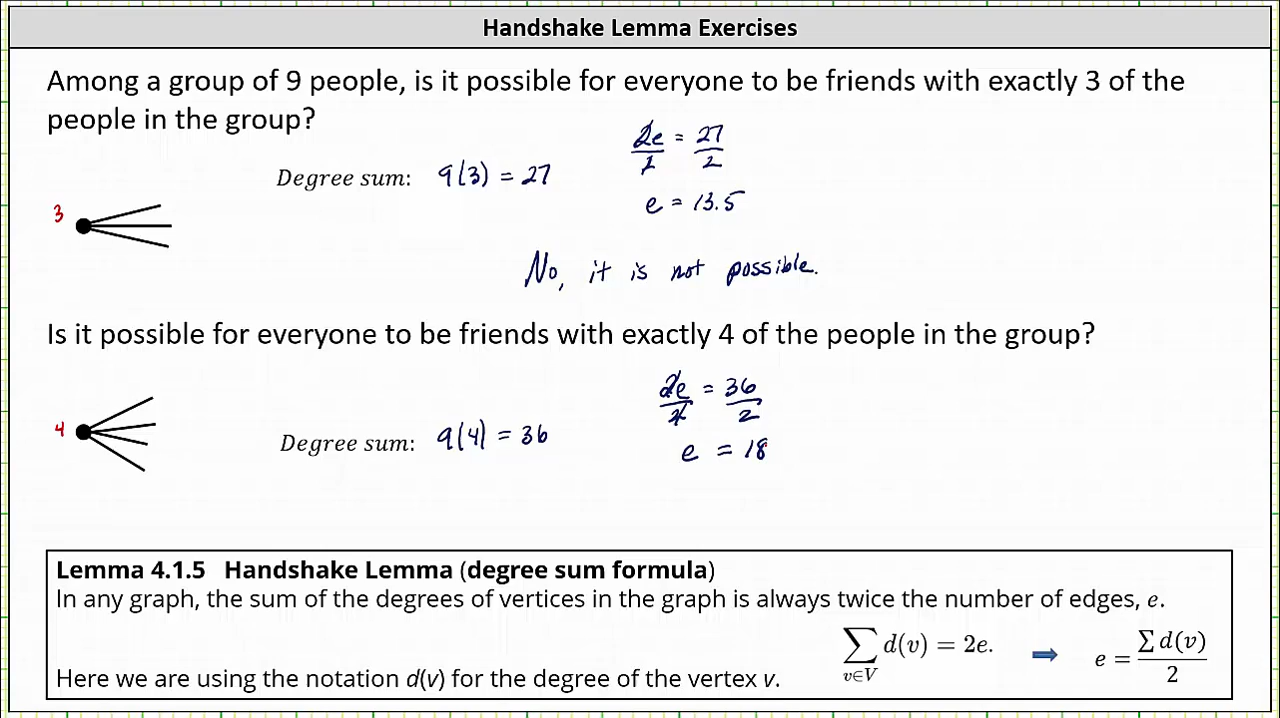 Handshake Lemma Exercises
Among a group of 9 people, is it possible for everyone to be friends with exactly 3 of the
people in the group?
2e/2 = 27/2
Degree sum: 9(3) = 27
e = 13.5
3
No, it is not possible.
Is it possible for everyone to be friends with exactly 4 of the people in the group?
2e/2 = 36/2
4
Degree sum: 9(4) = 36
e = 18
Lemma 4.1.5 Handshake Lemma (degree sum formula)
In any graph, the sum of the degrees of vertices in the graph is always twice the number of edges, e.
∑_{v∈V} d(v) = 2e. ⇒ e = ∑ d(v)/2
Here we are using the notation d(v) for the degree of the vertex v.